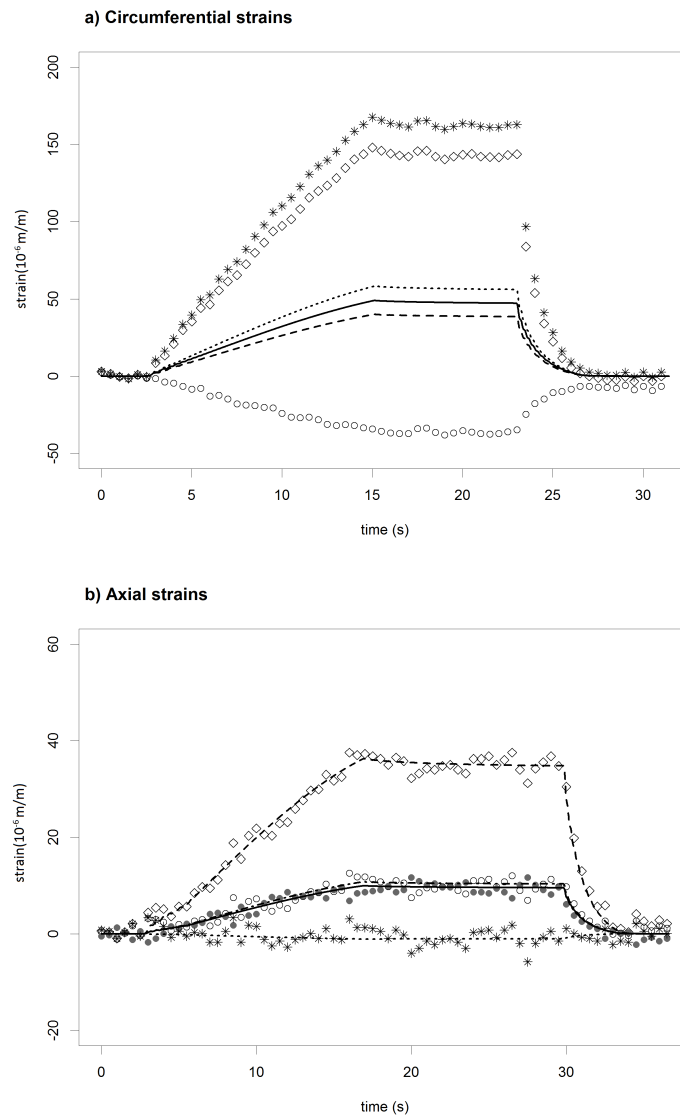 a) Circumferential strains
200
150
100
50
0
-50
strain(10⁻⁶ m/m)
0 5 10 15 20 25 30
time (s)
b) Axial strains
60
40
20
0
-20
strain(10⁻⁶ m/m)
0 10 20 30
time (s)